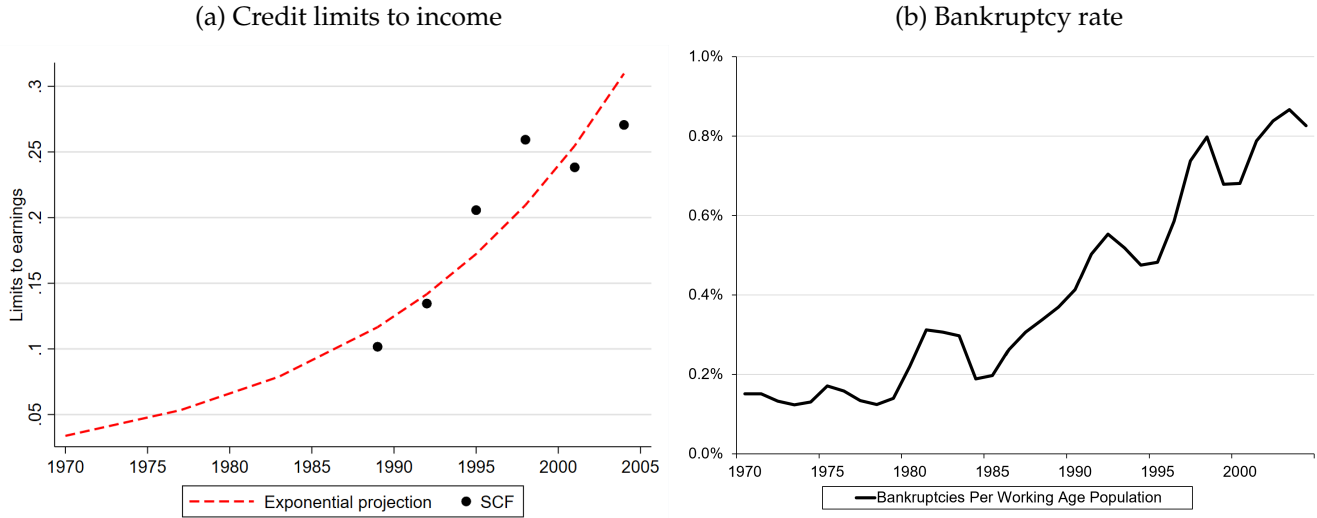 (a) Credit limits to income
Limits to earnings
.3
.25
.2
.15
.1
.05
1970 1975 1980 1985 1990 1995 2000 2005
Exponential projection SCF
(b) Bankruptcy rate
1.0%
0.8%
0.6%
0.4%
0.2%
0.0%
1970 1975 1980 1985 1990 1995 2000
Bankruptcies Per Working Age Population